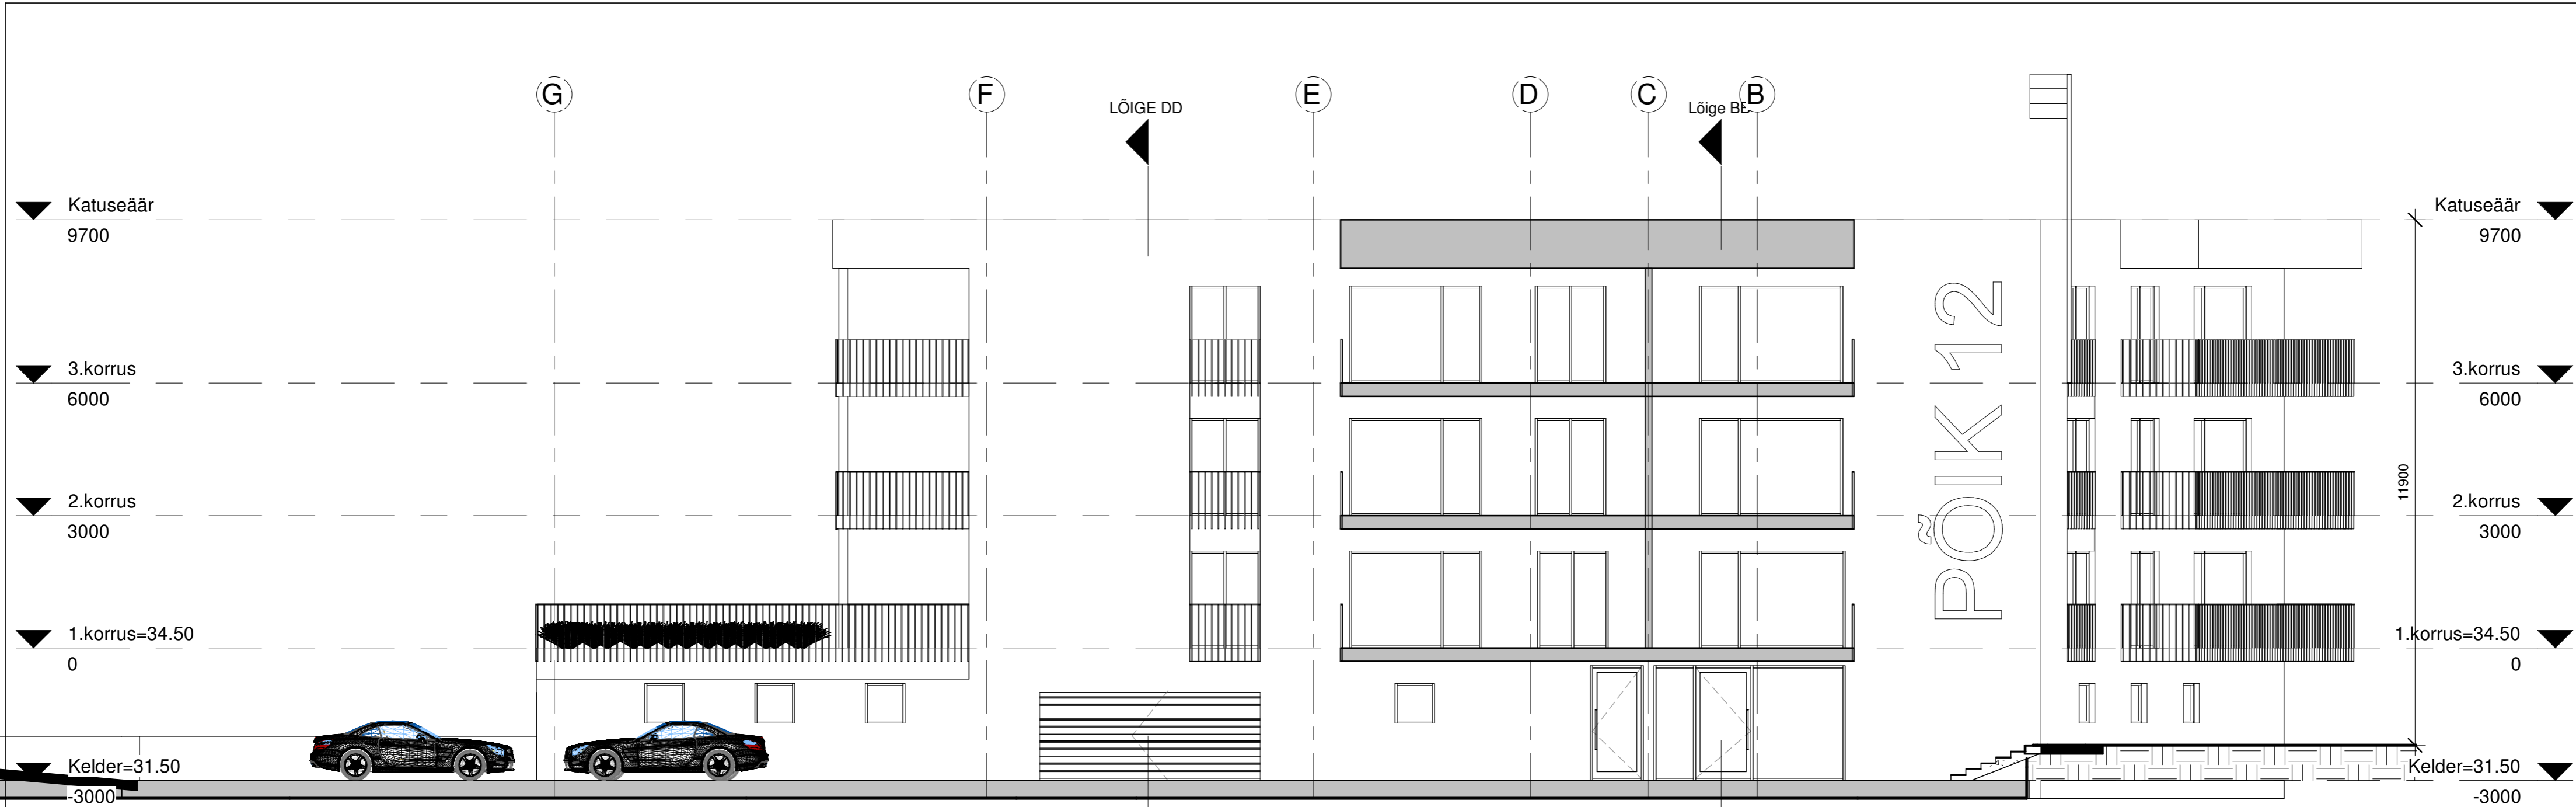 G
F
E
D
C
B
LÕIGE DD
Lõige BB
Katuseäär
9700
Katuseäär
9700
3.korrus
6000
3.korrus
6000
2.korrus
3000
2.korrus
3000
1.korrus=34.50
0
1.korrus=34.50
0
Kelder=31.50
-3000
Kelder=31.50
-3000
PÕIK 12
11900